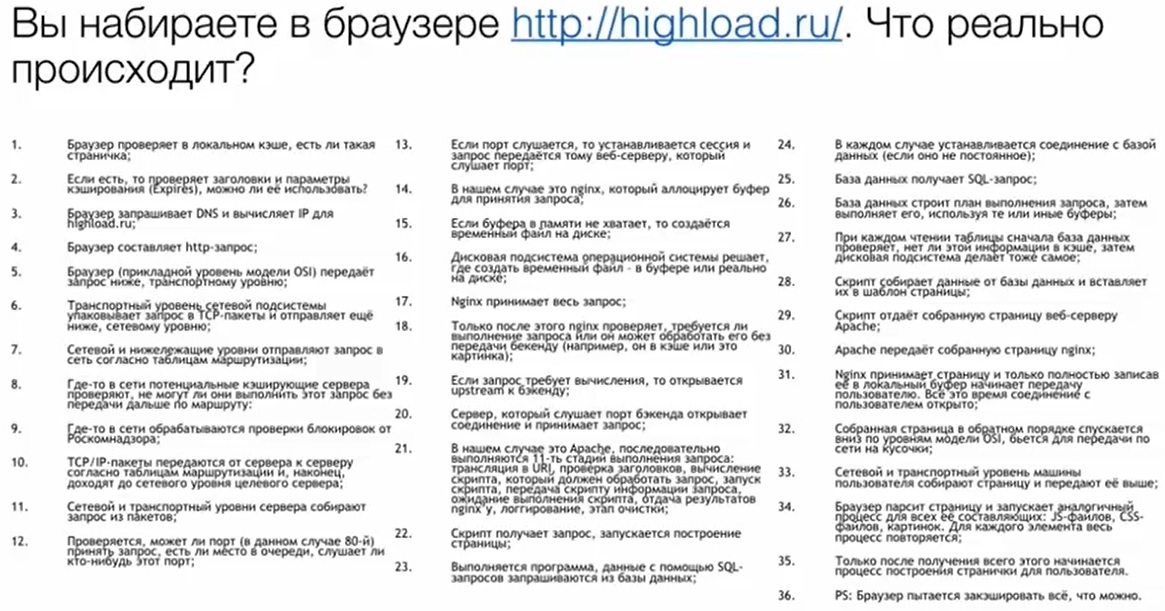 Вы набираете в браузере http://highload.ru/. Что реально
происходит?
1. Браузер проверяет в локальном кэше, есть ли такая
страничка;
2. Если есть, то проверяет заголовки и параметры
кэширования (Expires), можно ли её использовать?
3. Браузер запрашивает DNS и вычисляет IP для
highload.ru;
4. Браузер составляет http-запрос;
5. Браузер (прикладной уровень модели OSI) передаёт
запрос ниже, транспортному уровню;
6. Транспортный уровень сетевой подсистемы
упаковывает запрос в TCP-пакеты и отправляет ещё
ниже, сетевому уровню;
7. Сетевой и нижележащие уровни отправляют запрос в
сеть согласно таблицам маршрутизации;
8. Где-то в сети потенциальные кэширующие сервера
проверяют, не могут ли они выполнить этот запрос без
передачи дальше по маршруту:
9. Где-то в сети обрабатываются проверки блокировок от
Роскомнадзора;
10. TCP/IP-пакеты передаются от сервера к серверу
согласно таблицам маршрутизации и, наконец,
доходят до сетевого уровня целевого сервера;
11. Сетевой и транспортный уровни сервера собирают
запрос из пакетов;
12. Проверяется, может ли порт (в данном случае 80-й)
принять запрос, есть ли место в очереди, слушает ли
кто-нибудь этот порт;
13. Если порт слушается, то устанавливается сессия и
запрос передаётся тому веб-серверу, который
слушает порт;
14. В нашем случае это nginx, который аллоцирует буфер
для принятия запроса;
15. Если буфера в памяти не хватает, то создаётся
временный файл на диске;
16. Дисковая подсистема операционной системы решает,
где создать временный файл - в буфере или реально
на диске;
17. Nginx принимает весь запрос;
18. Только после этого nginx проверяет, требуется ли
выполнение запроса или он может обработать его без
передачи бекенду (например, он в кэше или это
картинка);
19. Если запрос требует вычисления, то открывается
upstream к бэкенду;
20. Сервер, который слушает порт бэкенда открывает
соединение и принимает запрос;
21. В нашем случае это Apache, последовательно
выполняются 11-ть стадии выполнения запроса:
трансляция в URI, проверка заголовков, вычисление
скрипта, который должен обработать запрос, запуск
скрипта, передача скрипту информации запроса,
ожидание выполнения скрипта, отдача результатов
nginx'у, логгирование, этап очистки;
22. Скрипт получает запрос, запускается построение
страницы;
23. Выполняется программа, данные с помощью SQL-
запросов запрашиваются из базы данных;
24. В каждом случае устанавливается соединение с базой
данных (если оно не постоянное);
25. База данных получает SQL-запрос;
26. База данных строит план выполнения запроса, затем
выполняет его, используя те или иные буферы;
27. При каждом чтении таблицы сначала база данных
проверяет, нет ли этой информации в кэше, затем
дисковая подсистема делает тоже самое;
28. Скрипт собирает данные от базы данных и вставляет
их в шаблон страницы;
29. Скрипт отдаёт собранную страницу веб-серверу
Apache;
30. Apache передаёт собранную страницу nginx;
31. Nginx принимает страницу и только полностью записав
её в локальный буфер начинает передачу
пользователю. Всё это время соединение с
пользователем открыто;
32. Собранная страница в обратном порядке спускается
вниз по уровням модели OSI, бьется для передачи по
сети на кусочки;
33. Сетевой и транспортный уровень машины
пользователя собирают страницу и передают её выше;
34. Браузер парсит страницу и запускает аналогичный
процесс для всех её составляющих: JS-файлов, CSS-
файлов, картинок. Для каждого элемента весь
процесс повторяется;
35. Только после получения всего этого начинается
процесс построения странички для пользователя.
36. PS: Браузер пытается закэшировать всё, что можно.